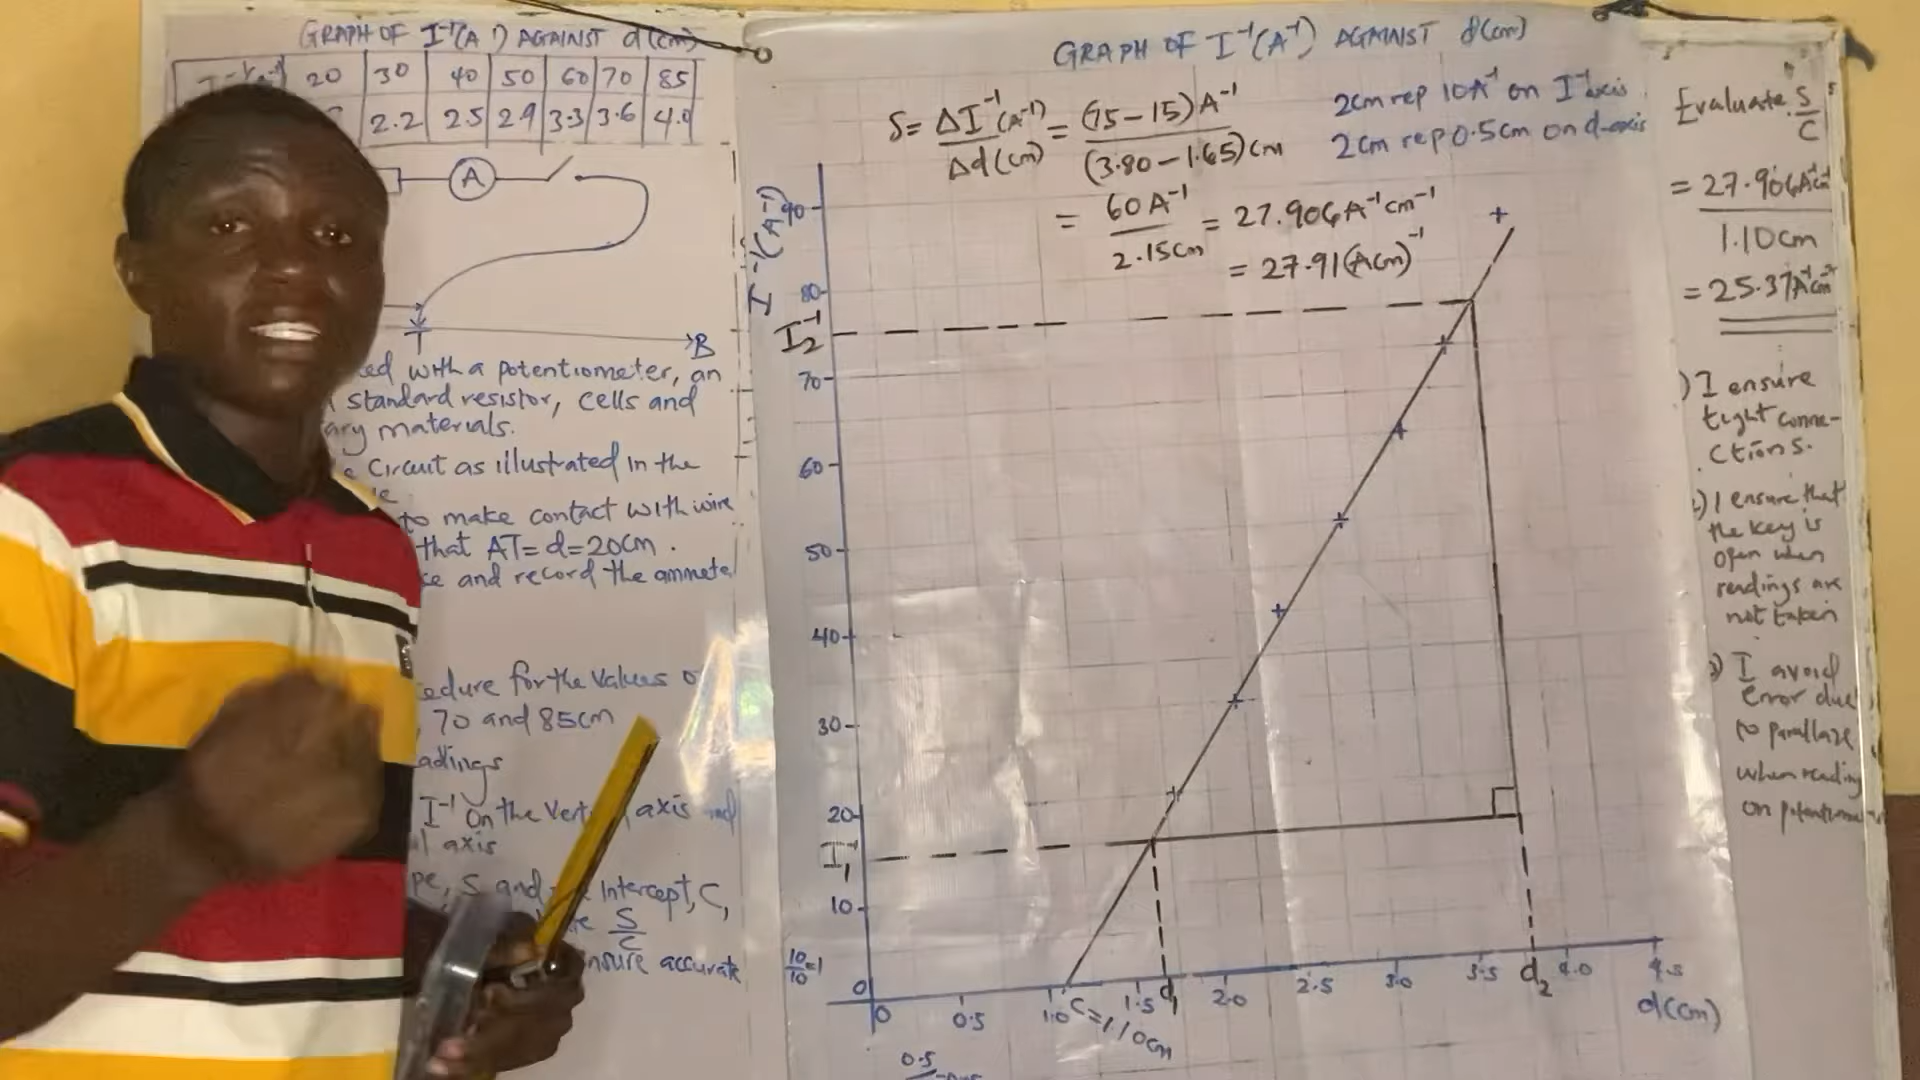 GRAPH OF I⁻¹(A⁻¹) AGAINST d(cm)
20 30 40 50 60 70 85
2.2 2.5 2.9 3.3 3.6 4.0
A
B
T
ed with a potentiometer, an
standard resistor, cells and
ary materials.
e circuit as illustrated in the
to make contact with wire
that AT=d=20cm.
and record the ammeter
edure for the values o
, 70 and 85cm
adings
I⁻¹ on the vert axis and
al axis
pe, S and Intercept, C,
S/C
nsure accurate
GRAPH OF I⁻¹(A⁻¹) AGAINST d(cm)
2cm rep 10A⁻¹ on I⁻¹axis
2cm rep 0.5cm on d-axis
S = ΔI⁻¹(A⁻¹)/Δd(cm) = (75-15)A⁻¹/(3.80-1.65)cm
= 60A⁻¹/2.15cm = 27.906A⁻¹cm⁻¹
= 27.91(Acm)⁻¹
I⁻¹(A⁻¹)
90
80
I₂⁻¹
70
60
50
40
30
20
I₁⁻¹
10
10/10=1
0
0 0.5 1.0 C=1.10cm 1.5 d₁ 2.0 2.5 3.0 3.5 d₂ 4.0 4.5
d(cm)
0.5
Evaluate S/C
= 27.906A⁻¹cm⁻¹
1.10cm
= 25.37A⁻¹cm⁻²
1) I ensure
tight conne-
ctions.
2) I ensure that
the key is
open when
readings are
not taken
3) I avoid
error due
to parallaxe
when reading
on potentiome